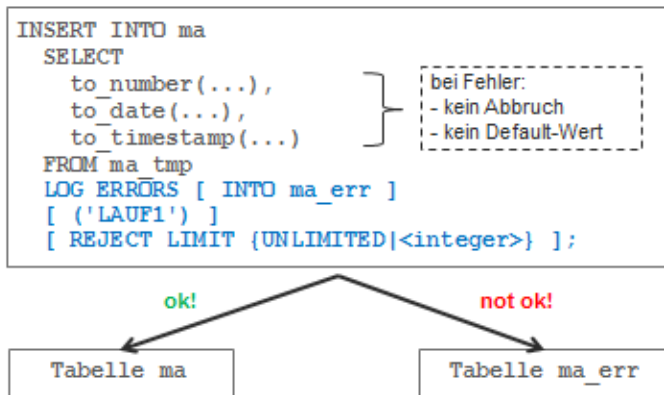 INSERT INTO ma
SELECT
to_number(...),
to_date(...),
to_timestamp(...)
bei Fehler:
- kein Abbruch
- kein Default-Wert
FROM ma_tmp
LOG ERRORS [ INTO ma_err ]
[ ('LAUF1') ]
[ REJECT LIMIT {UNLIMITED|<integer>} ];
ok!
not ok!
Tabelle ma
Tabelle ma_err